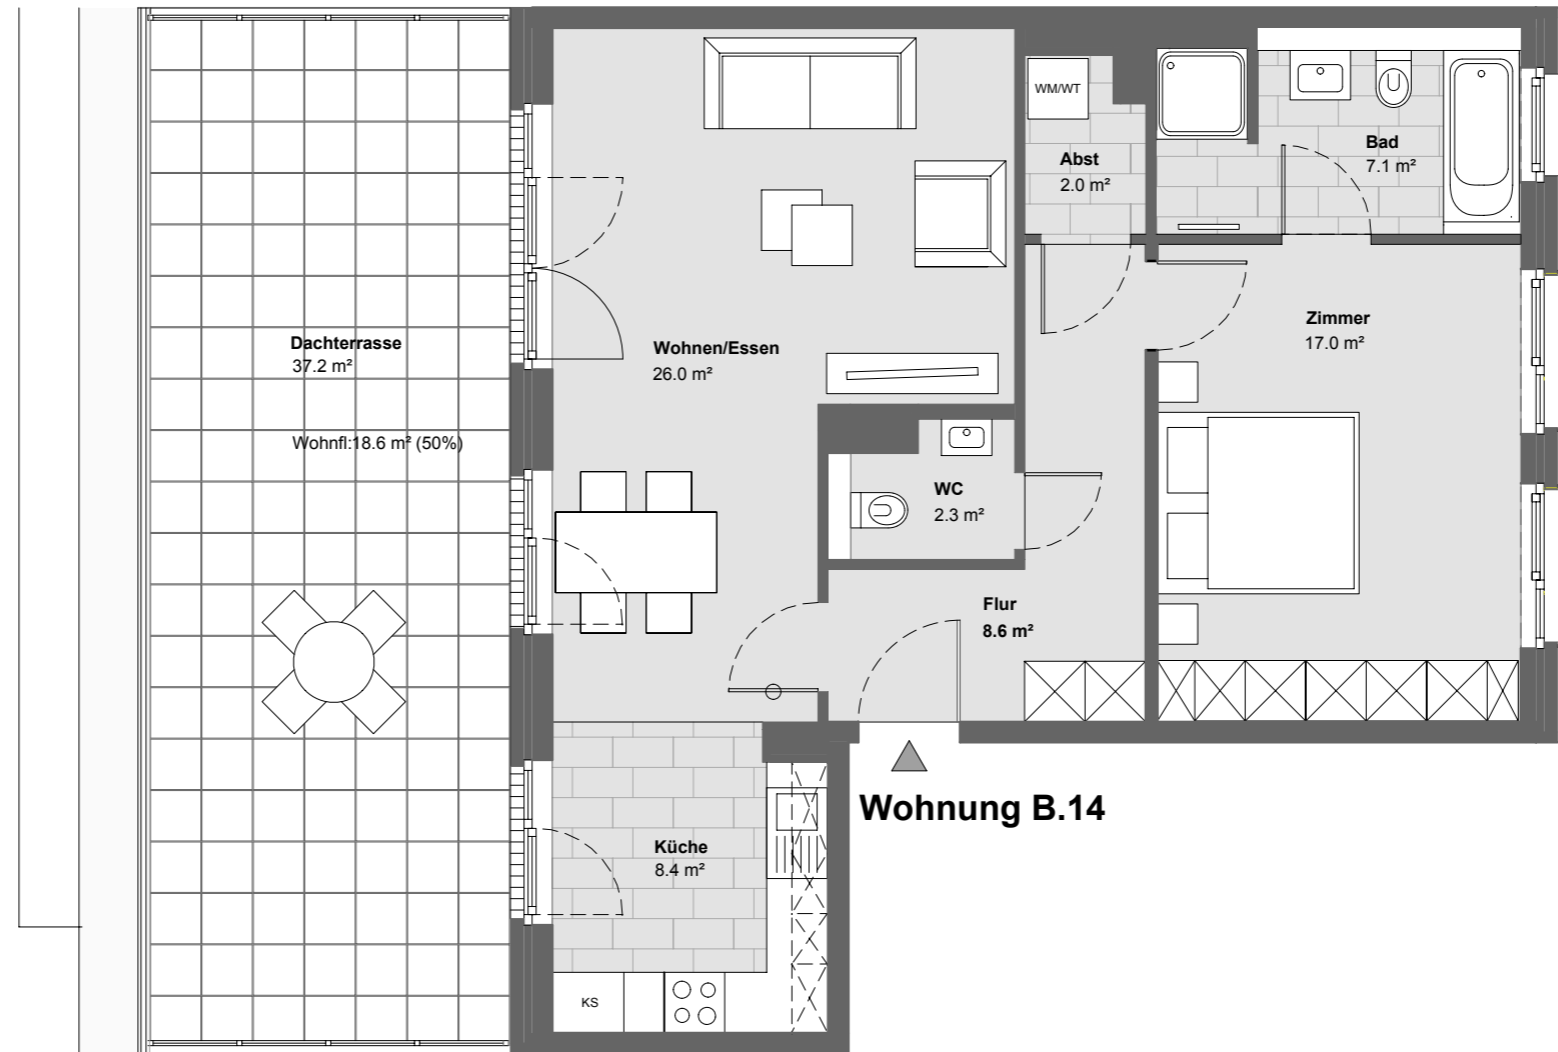 WM/WT
Abst
2.0 m²
Bad
7.1 m²
Dachterrasse
37.2 m²
Wohnfl:18.6 m² (50%)
Wohnen/Essen
26.0 m²
Zimmer
17.0 m²
WC
2.3 m²
Flur
8.6 m²
Wohnung B.14
Küche
8.4 m²
KS